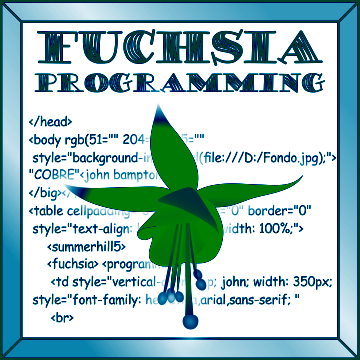 FUCHSIA
PROGRAMMING
</head>
<body rgb(51="" 204= =""
style="background- (file:///D:/Fondo.jpg);">
"COBRE"<john bampto
</big></
<table cellpadding "0" border="0"
style="text-align: width: 100%;">
<summerhill5>
<fuchsia> <program
<td style="vertical- p; john; width: 350px;
style="font-family: he ,arial,sans-serif; "
<br>